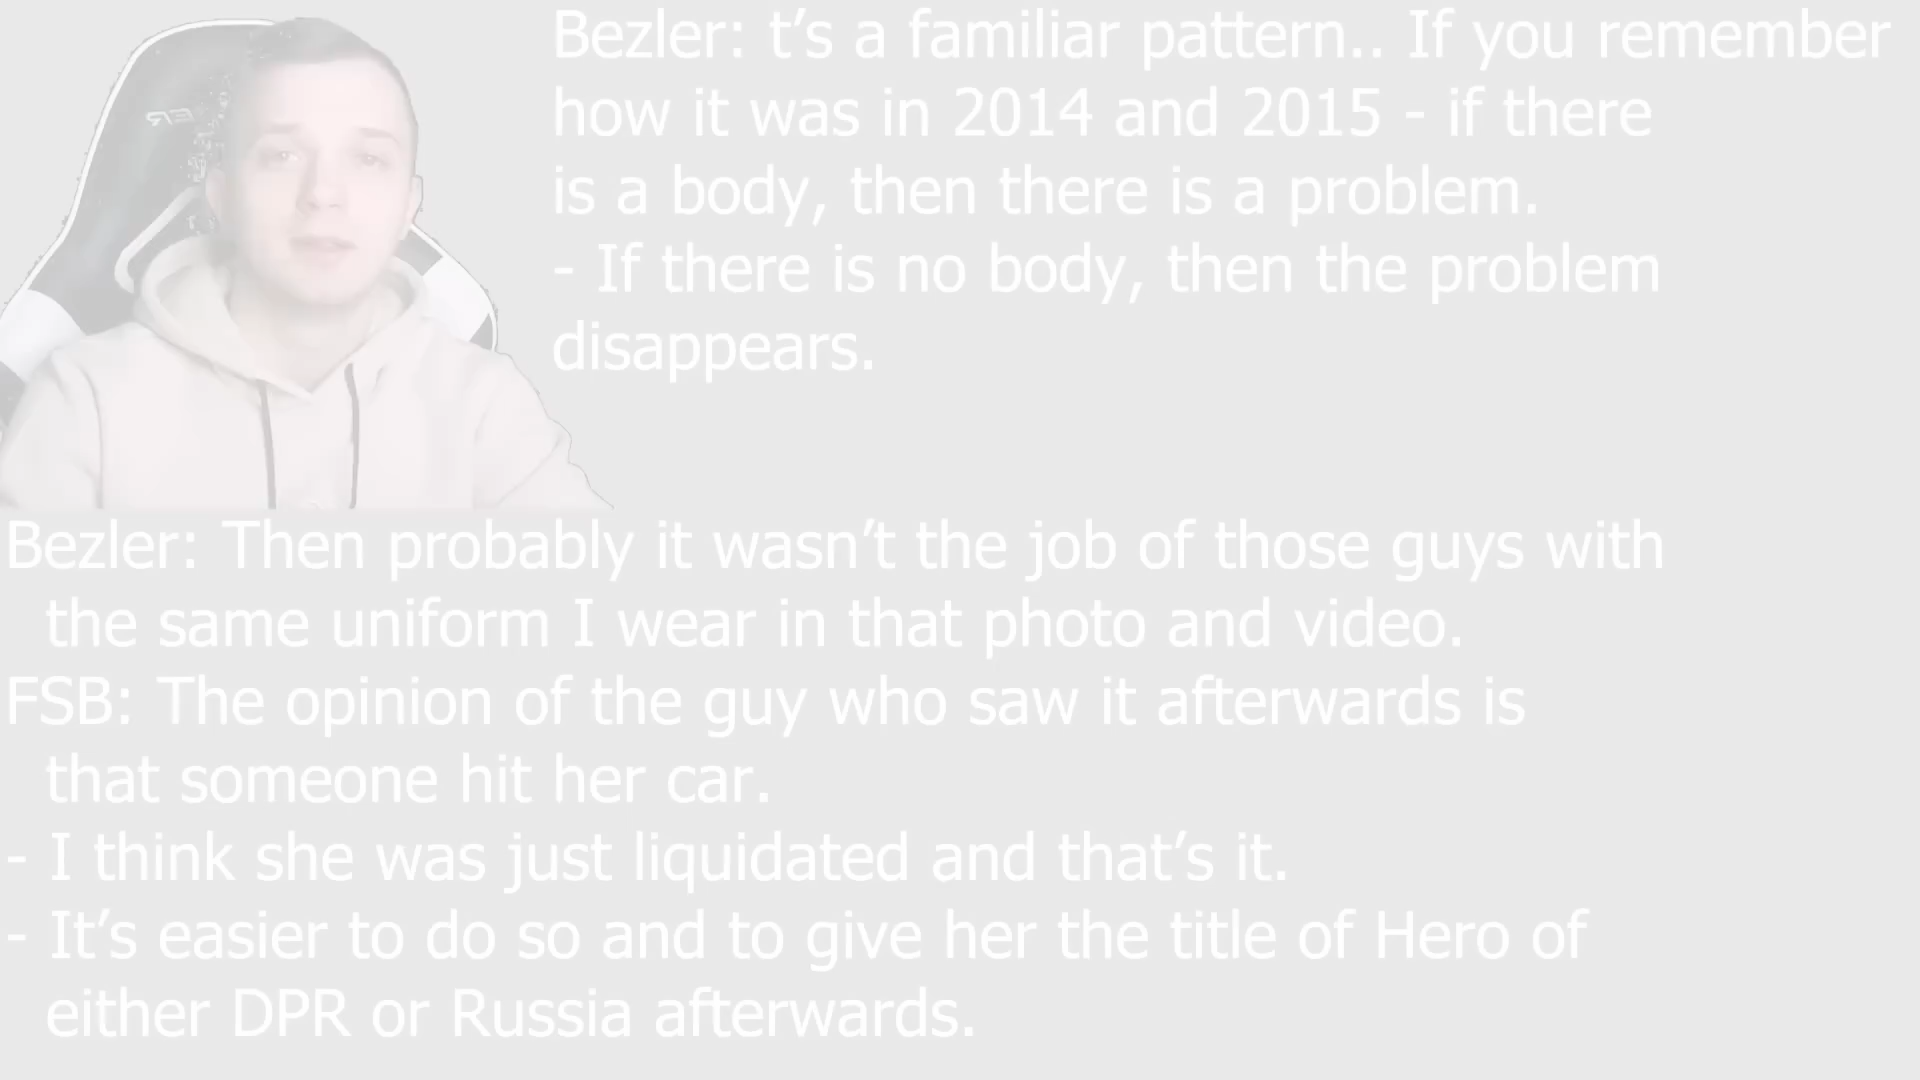 Bezler: t’s a familiar pattern.. If you remember
how it was in 2014 and 2015 - if there
is a body, then there is a problem.
- If there is no body, then the problem
disappears.
Bezler: Then probably it wasn’t the job of those guys with
the same uniform I wear in that photo and video.
FSB: The opinion of the guy who saw it afterwards is
that someone hit her car.
- I think she was just liquidated and that’s it.
- It’s easier to do so and to give her the title of Hero of
either DPR or Russia afterwards.